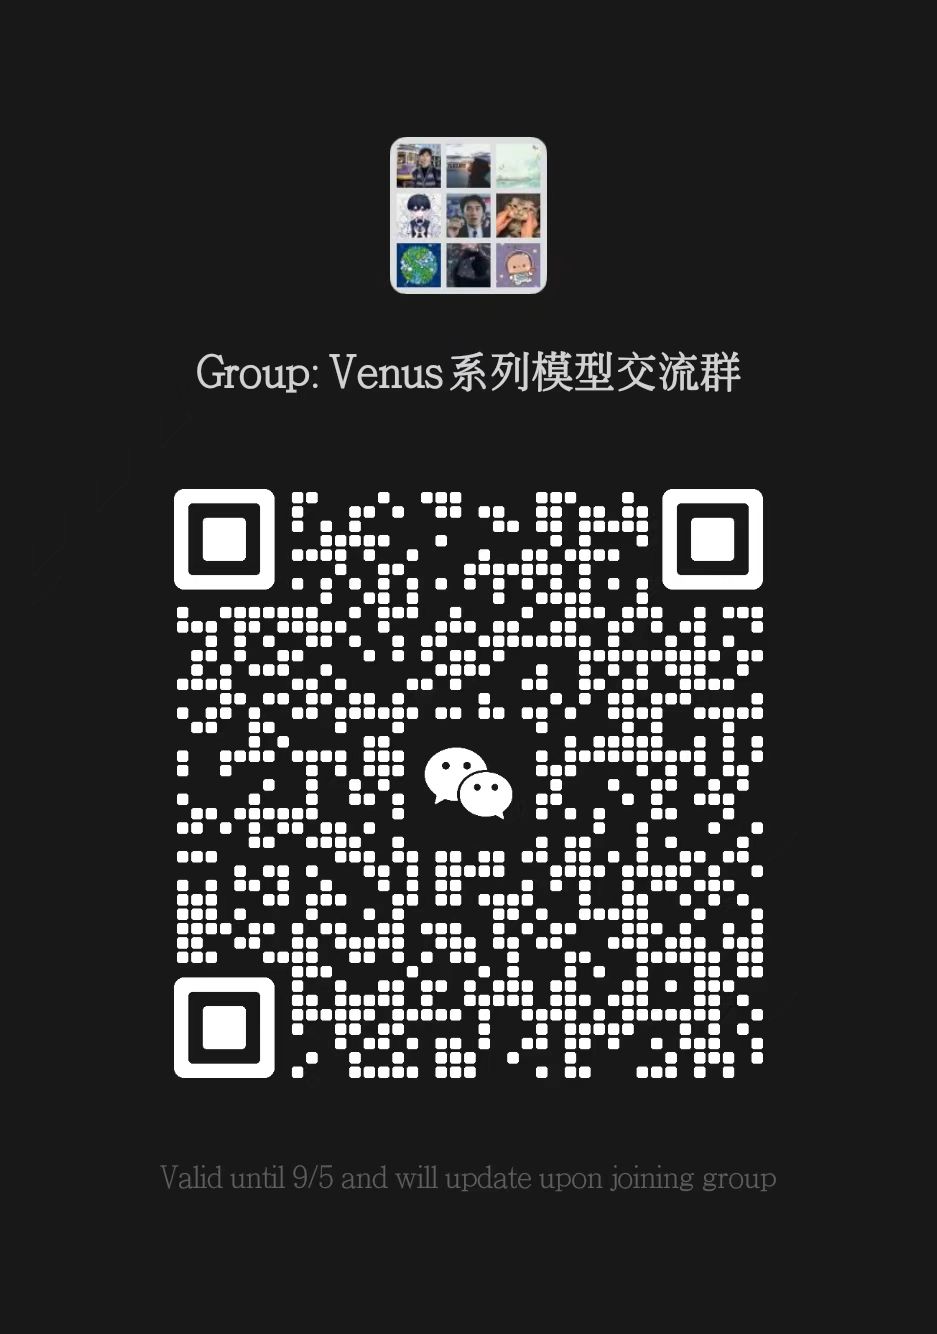 Group: Venus系列模型交流群
Valid until 9/5 and will update upon joining group